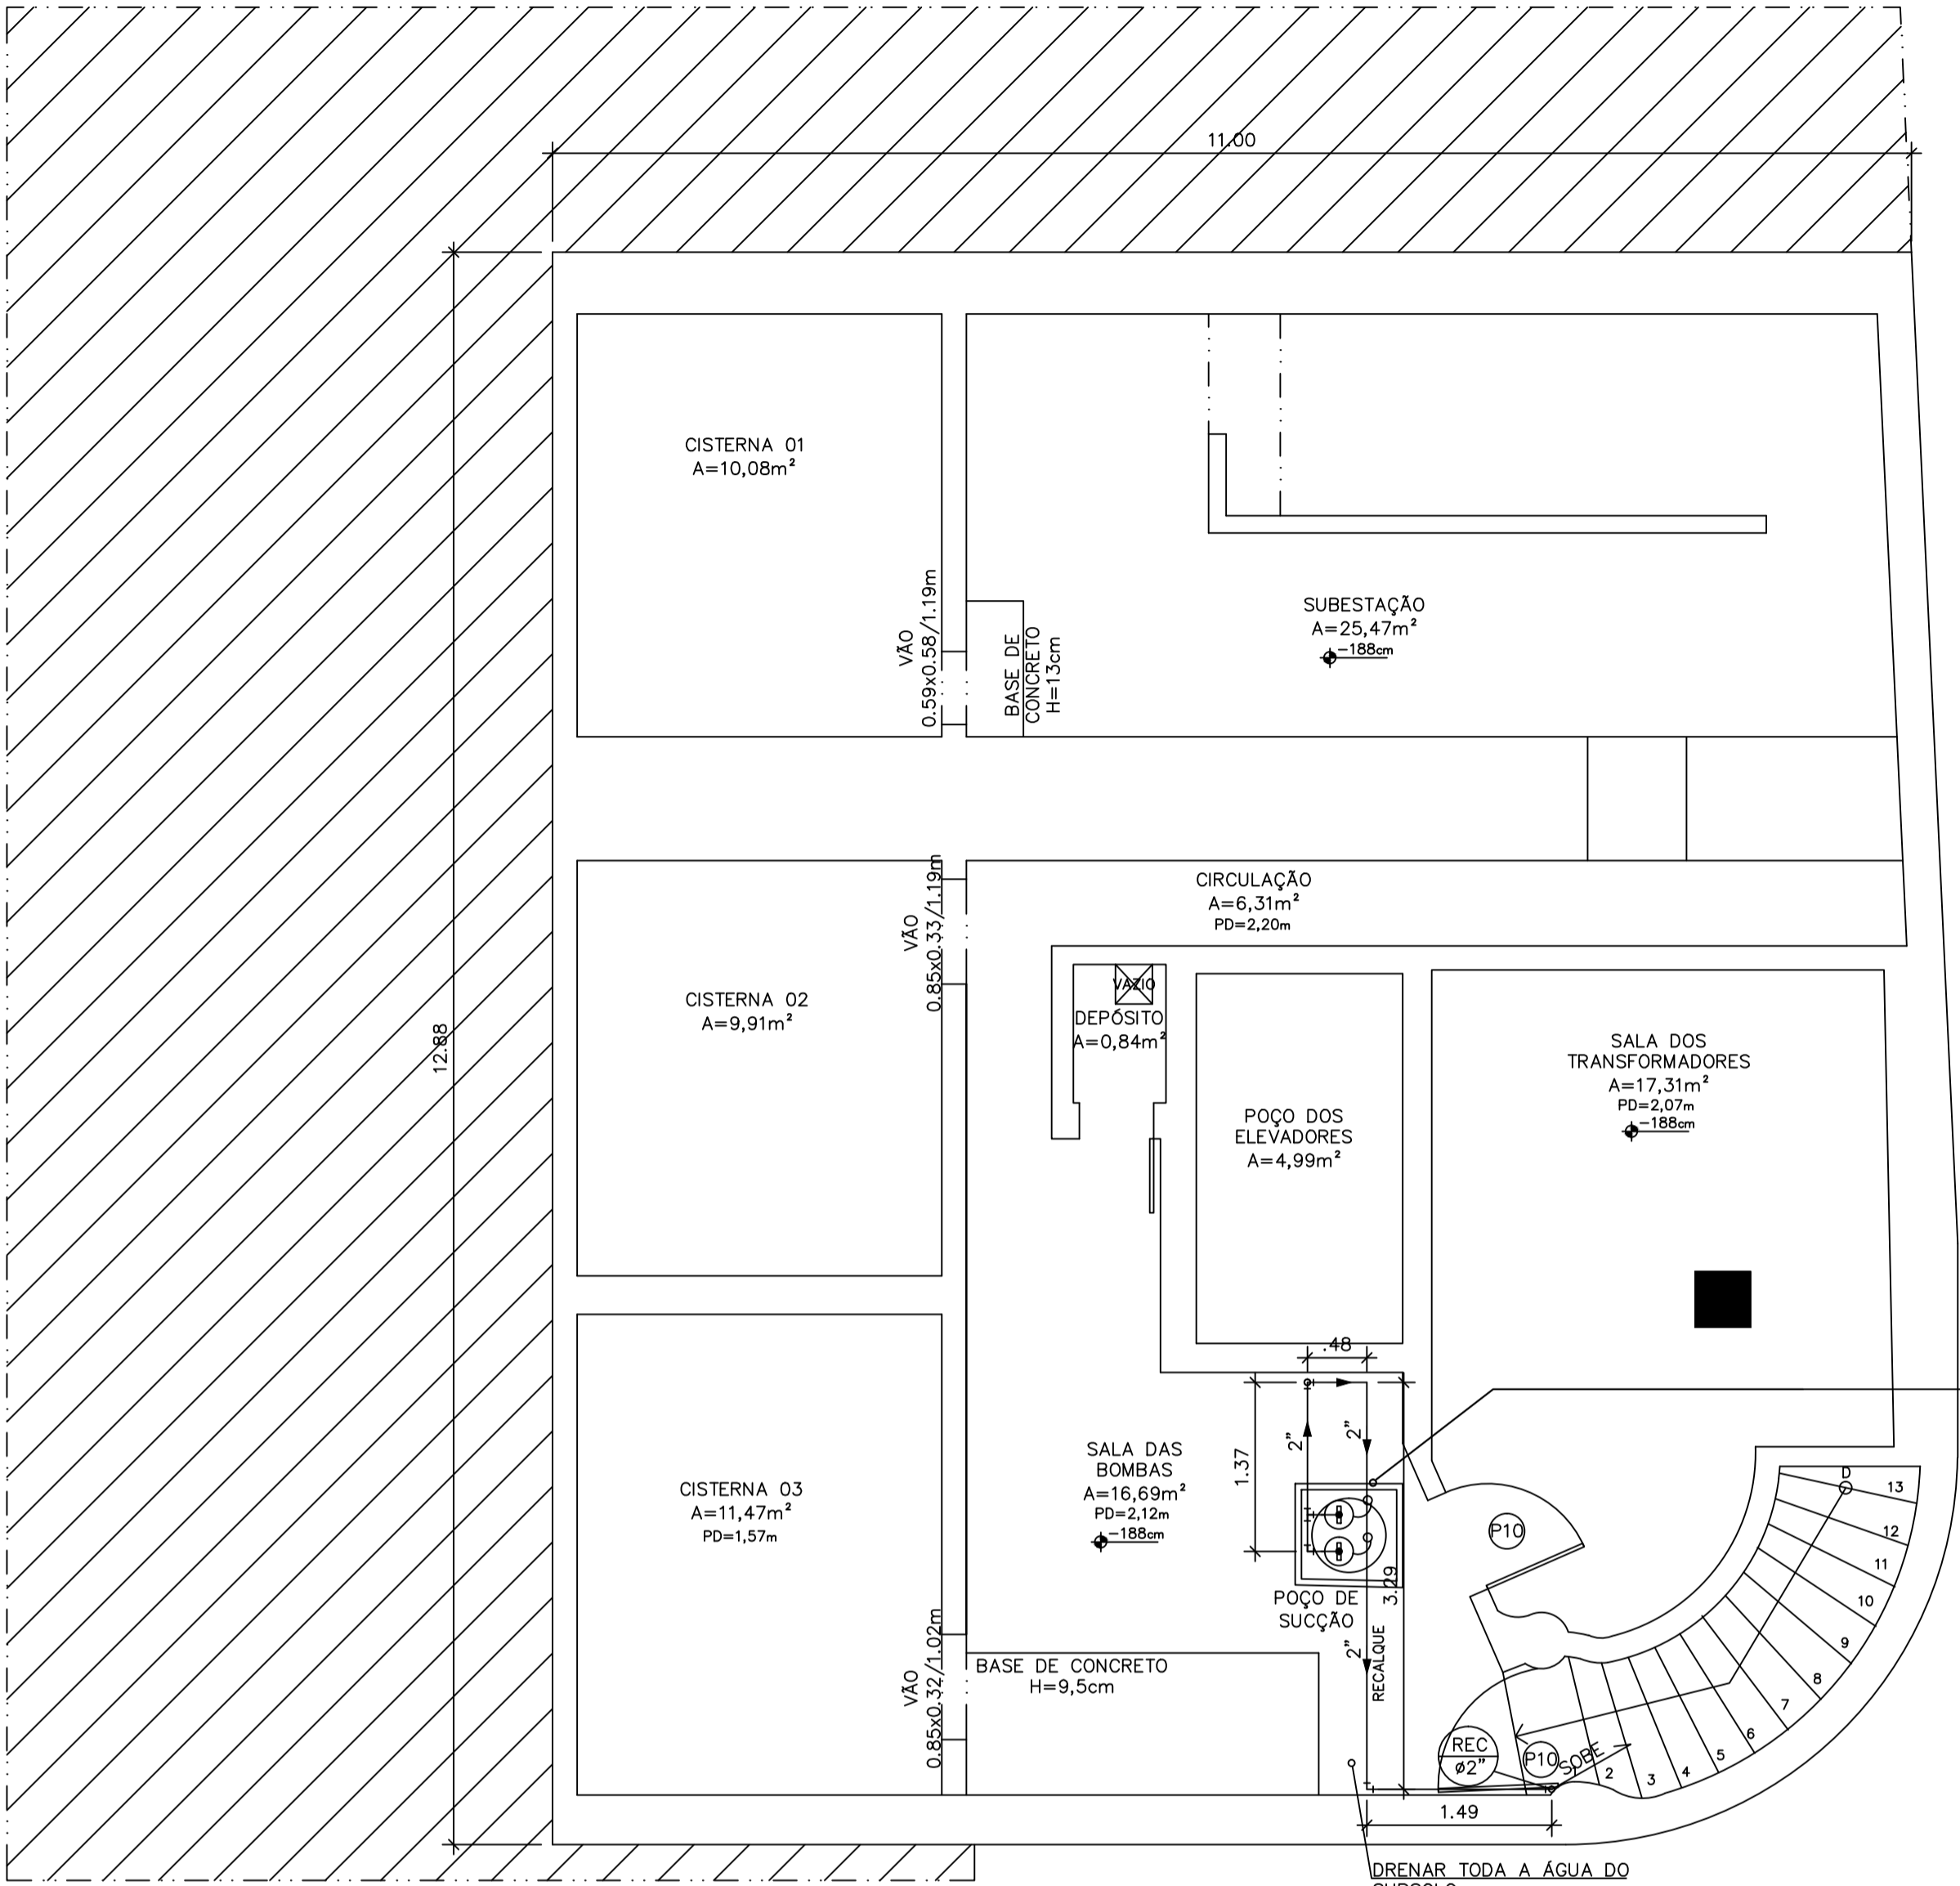 11.00
CISTERNA 01
A=10,08m²
VÃO
0.59x0.58/1.19m
BASE DE
CONCRETO
H=13cm
SUBESTAÇÃO
A=25,47m²
-188cm
12.88
CISTERNA 02
A=9,91m²
VÃO
0.85x0.33/1.19m
CIRCULAÇÃO
A=6,31m²
PD=2,20m
VAZIO
DEPÓSITO
A=0,84m²
POÇO DOS
ELEVADORES
A=4,99m²
SALA DOS
TRANSFORMADORES
A=17,31m²
PD=2,07m
-188cm
.48
1.37
2"
2"
CISTERNA 03
A=11,47m²
PD=1,57m
SALA DAS
BOMBAS
A=16,69m²
PD=2,12m
-188cm
POÇO DE
SUCÇÃO
3.29
2"
RECALQUE
P10
D
13
12
11
10
9
8
7
6
5
4
3
2
1
SOBE
P10
REC
ø2"
VÃO
0.85x0.32/1.02m
BASE DE CONCRETO
H=9,5cm
1.49
DRENAR TODA A ÁGUA DO